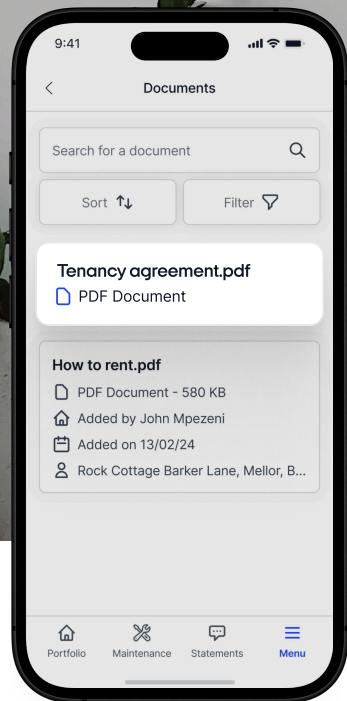 9:41
Documents
Search for a document
Sort
Filter
Tenancy agreement.pdf
PDF Document
How to rent.pdf
PDF Document - 580 KB
Added by John Mpezeni
Added on 13/02/24
Rock Cottage Barker Lane, Mellor, B...
Portfolio
Maintenance
Statements
Menu